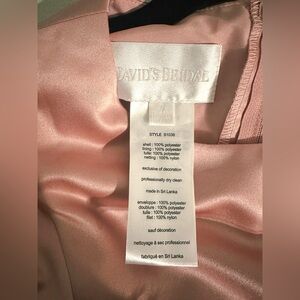 DAVID'S BRIDAL
STYLE
shell : 100% polyester
lining : 100% polyester
tulle : 100% polyester
netting : 100% nylon
exclusive of decoration
professionally dry clean
made in Sri Lanka
enveloppe : 100% polyester
doublure : 100% polyester
tulle : 100% polyester
filet : 100% nylon
sauf décoration
nettoyage à sec professionnel
fabriqué en Sri Lanka